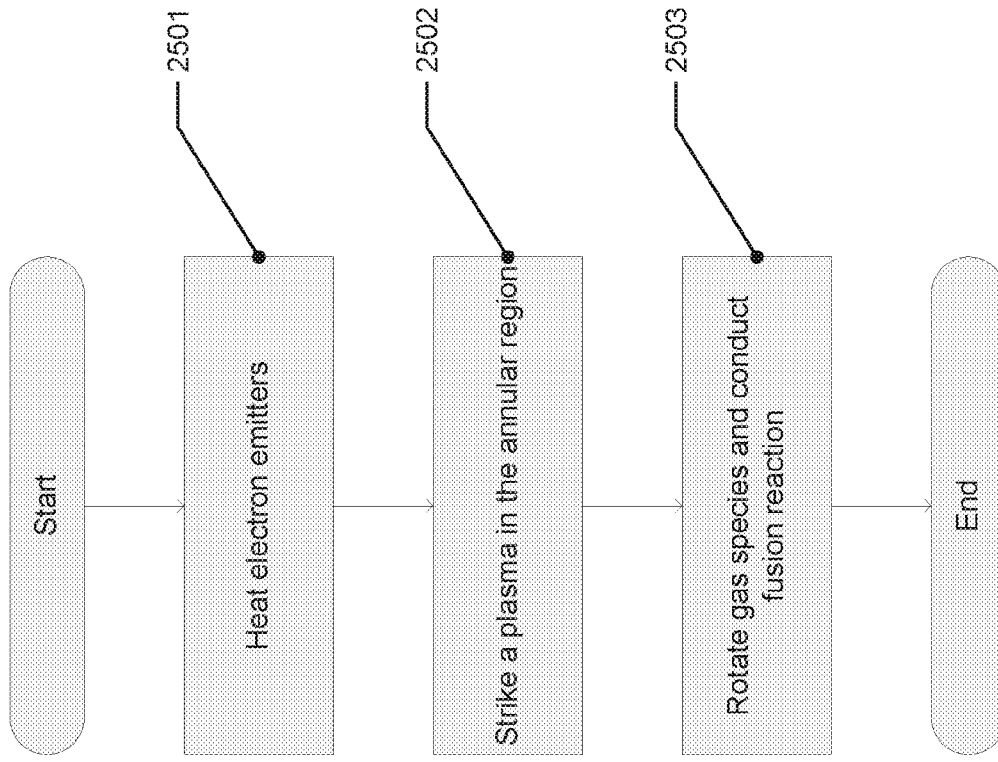 Start
Heat electron emitters
2501
Strike a plasma in the annular region
2502
Rotate gas species and conduct
fusion reaction
2503
End